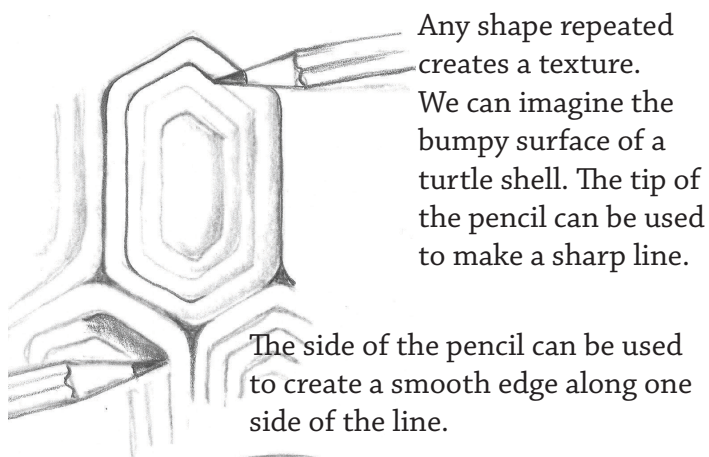 Any shape repeated
creates a texture.
We can imagine the
bumpy surface of a
turtle shell. The tip of
the pencil can be used
to make a sharp line.
The side of the pencil can be used
to create a smooth edge along one
side of the line.